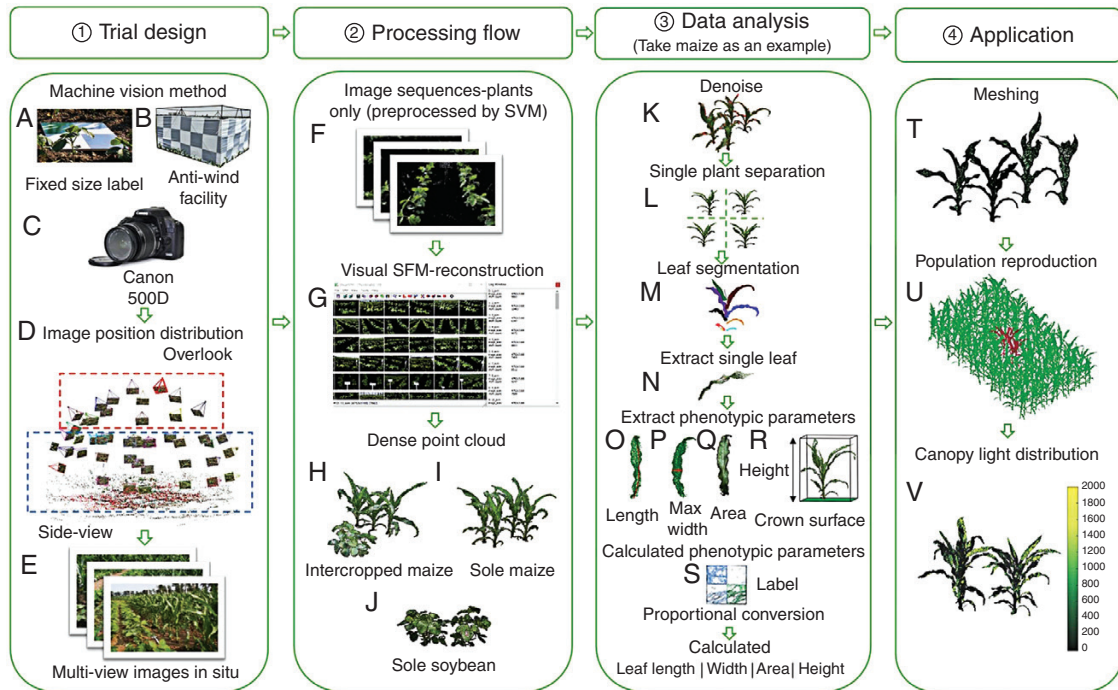 ① Trial design
② Processing flow
③ Data analysis
(Take maize as an example)
④ Application
Machine vision method
A
B
Fixed size label
Anti-wind
facility
C
Canon
500D
D
Image position distribution
Overlook
Side-view
E
Multi-view images in situ
Image sequences-plants
only (preprocessed by SVM)
F
Visual SFM-reconstruction
G
Dense point cloud
H
I
Intercropped maize
Sole maize
J
Sole soybean
Denoise
K
Single plant separation
L
Leaf segmentation
M
Extract single leaf
N
Extract phenotypic parameters
O
P
Q
R
Height
Length
Max
width
Area
Crown surface
Calculated phenotypic parameters
S
Label
Proportional conversion
Calculated
Leaf length | Width | Area | Height
Meshing
T
Population reproduction
U
Canopy light distribution
V
2000
1800
1600
1400
1200
1000
800
600
400
200
0